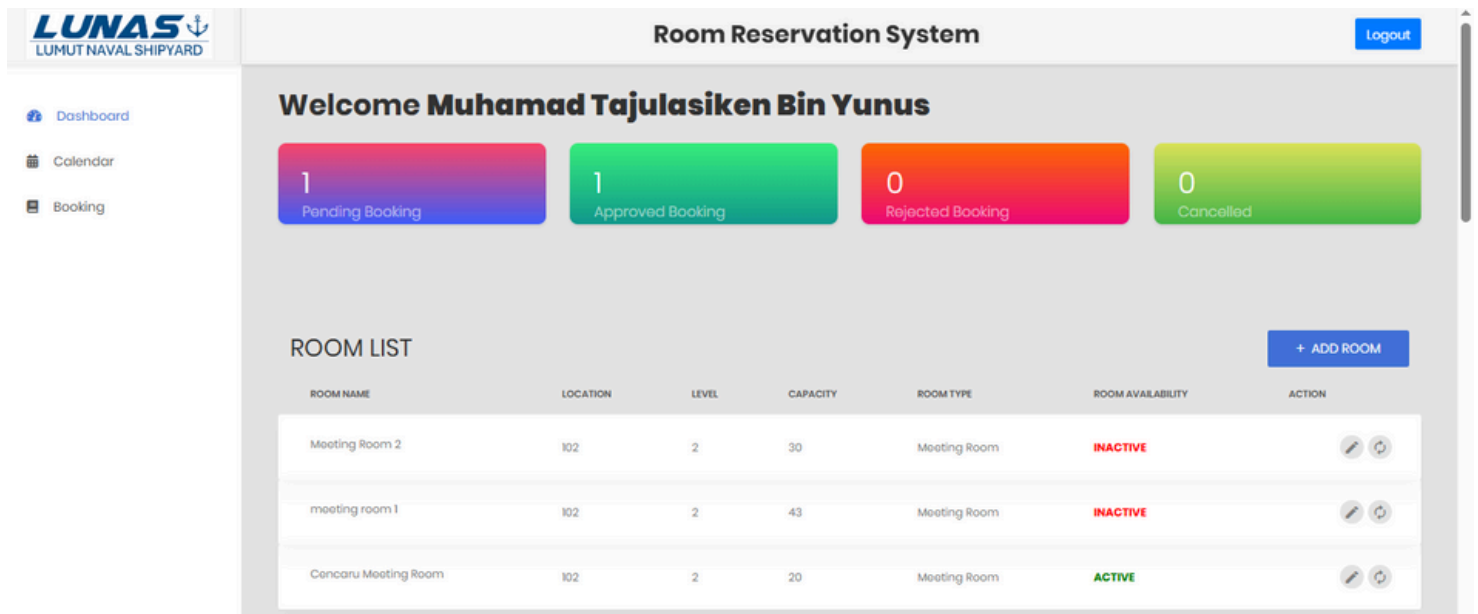 LUNAS
LUMUT NAVAL SHIPYARD
Room Reservation System
Logout
Dashboard
Calendar
Booking
Welcome Muhamad Tajulasiken Bin Yunus
1
Pending Booking
1
Approved Booking
0
Rejected Booking
0
Cancelled
ROOM LIST
+ ADD ROOM
ROOM NAME LOCATION LEVEL CAPACITY ROOM TYPE ROOM AVAILABILITY ACTION
Meeting Room 2 102 2 30 Meeting Room INACTIVE
meeting room 1 102 2 43 Meeting Room INACTIVE
Cencaru Meeting Room 102 2 20 Meeting Room ACTIVE